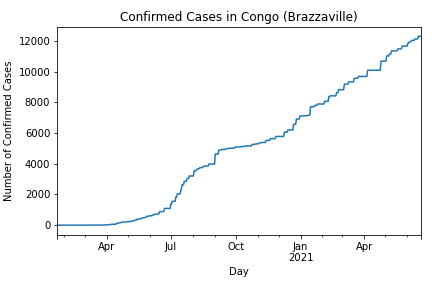 Confirmed Cases in Congo (Brazzaville)
12000
10000
8000
6000
4000
2000
0
Number of Confirmed Cases
Apr
Jul
Oct
Jan
2021
Apr
Day